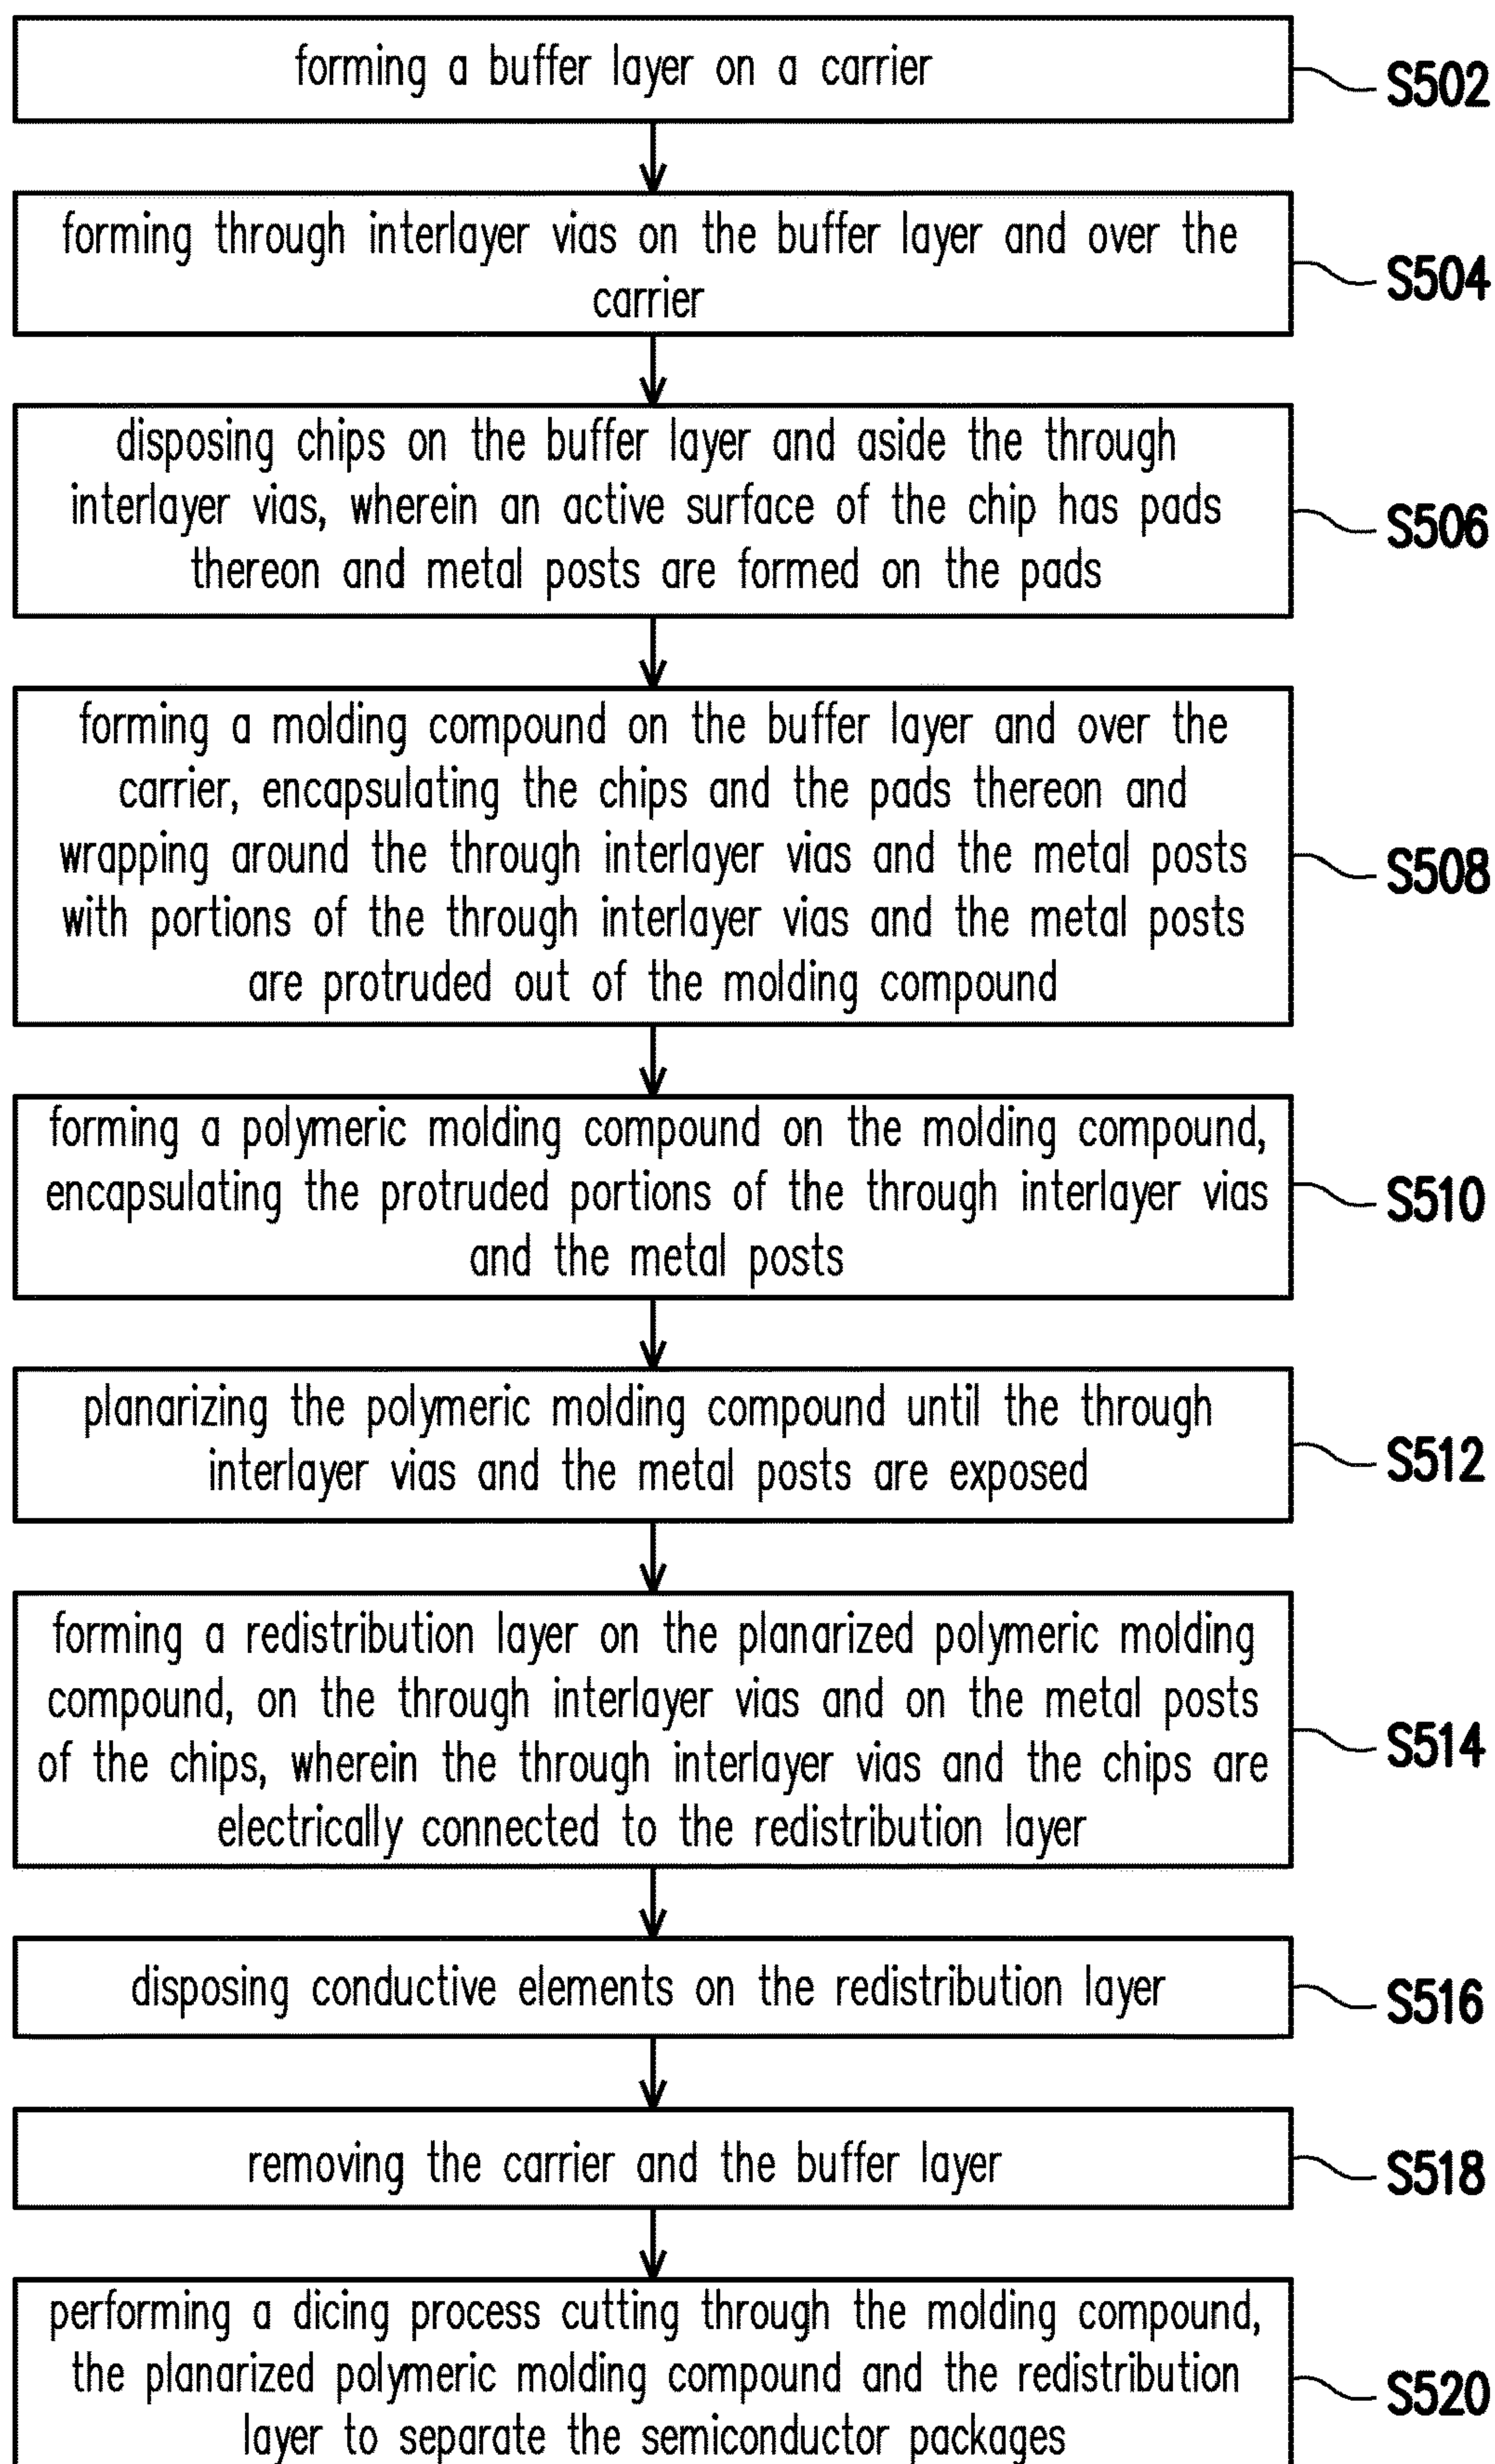 forming a buffer layer on a carrier
S502
forming through interlayer vias on the buffer layer and over the
carrier
S504
disposing chips on the buffer layer and aside the through
interlayer vias, wherein an active surface of the chip has pads
thereon and metal posts are formed on the pads
S506
forming a molding compound on the buffer layer and over the
carrier, encapsulating the chips and the pads thereon and
wrapping around the through interlayer vias and the metal posts
with portions of the through interlayer vias and the metal posts
are protruded out of the molding compound
S508
forming a polymeric molding compound on the molding compound,
encapsulating the protruded portions of the through interlayer vias
and the metal posts
S510
planarizing the polymeric molding compound until the through
interlayer vias and the metal posts are exposed
S512
forming a redistribution layer on the planarized polymeric molding
compound, on the through interlayer vias and on the metal posts
of the chips, wherein the through interlayer vias and the chips are
electrically connected to the redistribution layer
S514
disposing conductive elements on the redistribution layer
S516
removing the carrier and the buffer layer
S518
performing a dicing process cutting through the molding compound,
the planarized polymeric molding compound and the redistribution
layer to separate the semiconductor packages
S520